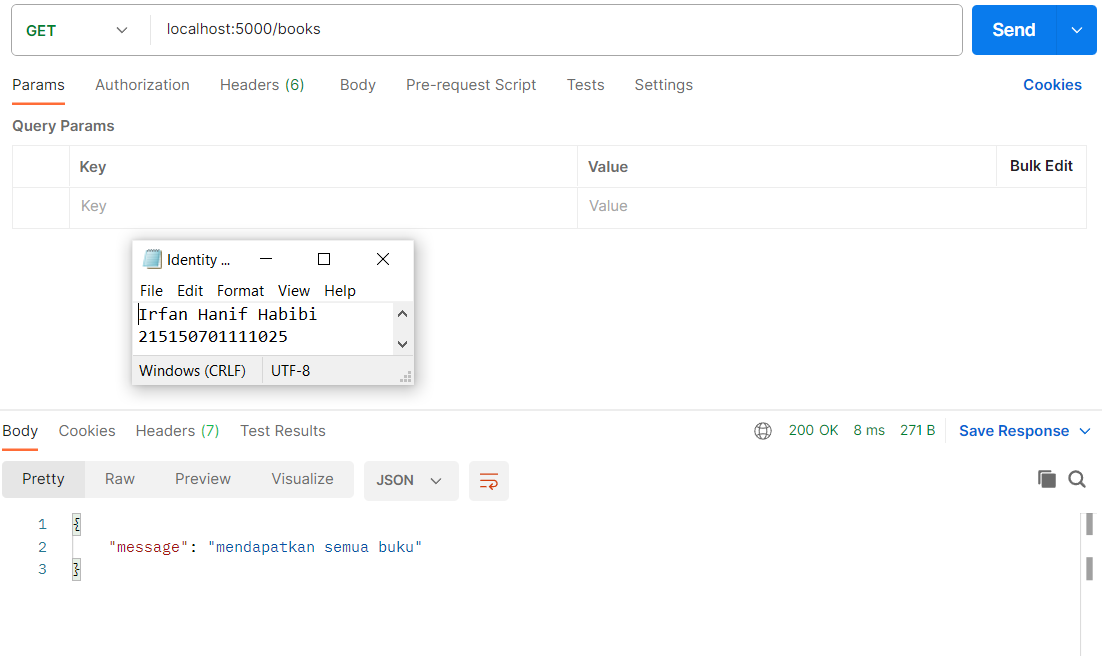 GET localhost:5000/books Send
Params Authorization Headers (6) Body Pre-request Script Tests Settings Cookies
Query Params
Key Value Bulk Edit
Key Value
Identity ...
File Edit Format View Help
Irfan Hanif Habibi
215150701111025
Windows (CRLF) UTF-8
Body Cookies Headers (7) Test Results 200 OK 8 ms 271 B Save Response
Pretty Raw Preview Visualize JSON
1 {
2 "message": "mendapatkan semua buku"
3 }